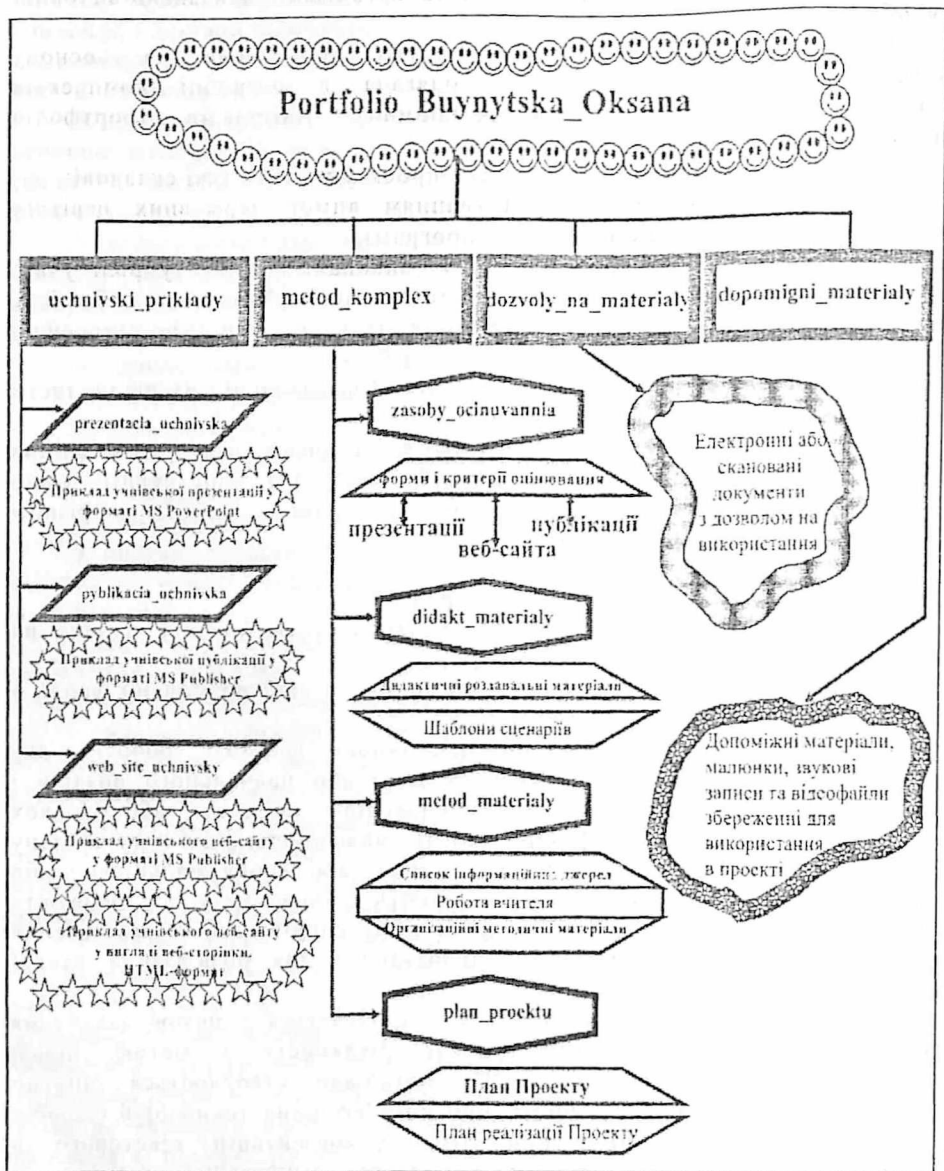 Portfolio_Buynytska_Oksana
uchnivski_priklady
metod_komplex
dozvoly_na_materialy
dopomigni_materialy
prezentacia_uchnivska
Приклад учнівської презентації у
форматі MS PowerPoint
pyblikacia_uchnivska
Приклад учнівської публікації у
форматі MS Publisher
web_site_uchnivsky
Приклад учнівського веб-сайту
у форматі MS Publisher
Приклад учнівського веб-сайту
у вигляді веб-сторінки,
HTML-формат
zasoby_ocinuvannia
форми і критерії оцінювання
презентації
веб-сайта
публікації
didakt_materialy
Дидактичні роздавальні матеріали
Шаблони сценаріїв
metod_materialy
Список інформаційних джерел
Робота вчителя
Організаційні методичні матеріали
plan_proektu
План Проекту
План реалізації Проекту
Електронні або
скановані
документи
з дозволом на
використання
Допоміжні матеріали,
малюнки, звукові
записи та відеофайли
збереженні для
використання
в проекті